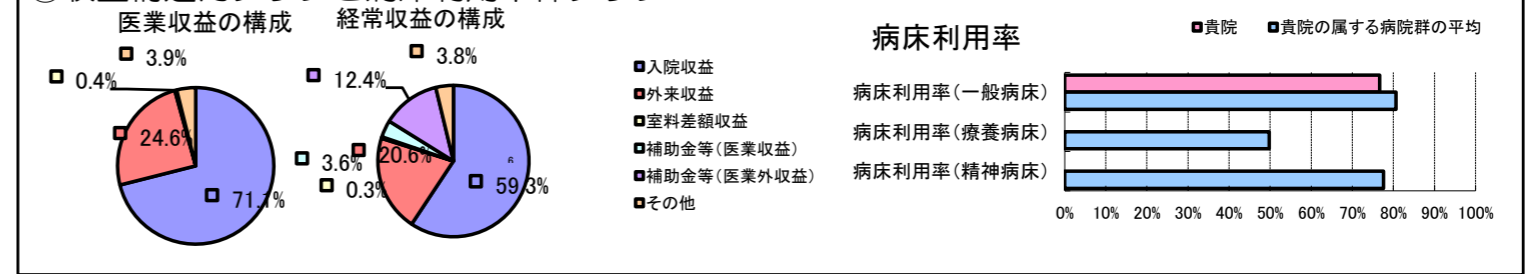 医業収益の構成
3.9%
0.4%
24.6%
71.1%
経常収益の構成
3.8%
12.4%
3.6%
20.6%
0.3%
59.3%
6
入院収益
外来収益
室料差額収益
補助金等(医業収益)
補助金等(医業外収益)
その他
病床利用率
貴院
貴院の属する病院群の平均
病床利用率(一般病床)
病床利用率(療養病床)
病床利用率(精神病床)
0% 10% 20% 30% 40% 50% 60% 70% 80% 90% 100%